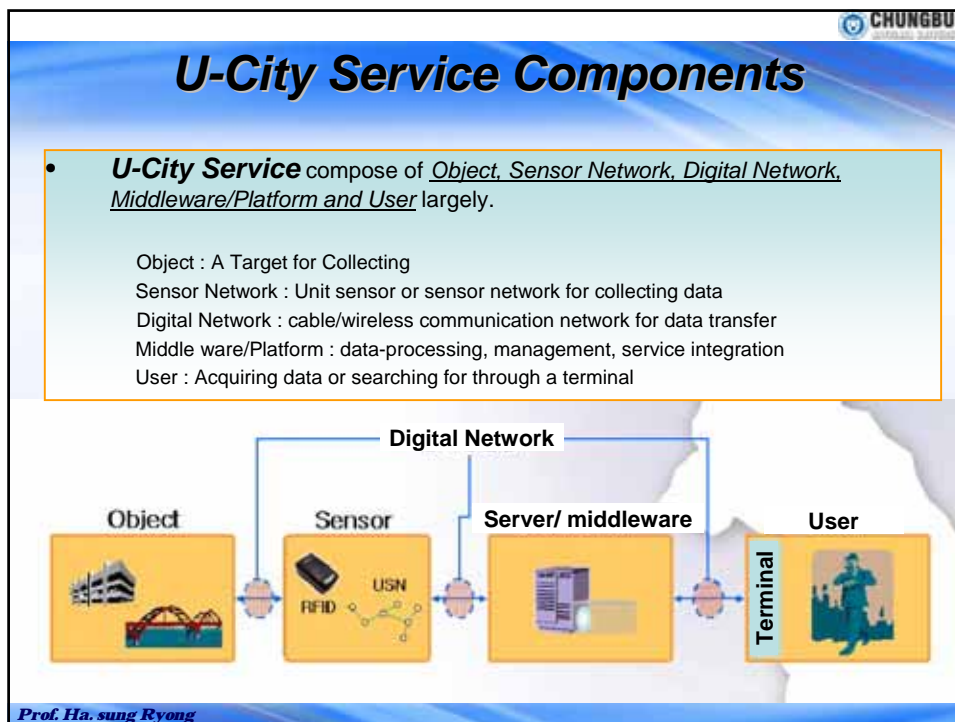 CHUNGBU
U-City Service Components
• U-City Service compose of Object, Sensor Network, Digital Network,
Middleware/Platform and User largely.
Object : A Target for Collecting
Sensor Network : Unit sensor or sensor network for collecting data
Digital Network : cable/wireless communication network for data transfer
Middle ware/Platform : data-processing, management, service integration
User : Acquiring data or searching for through a terminal
Digital Network
Object
Sensor
Server/ middleware
User
RFID
USN
Terminal
Prof. Ha. sung Ryong